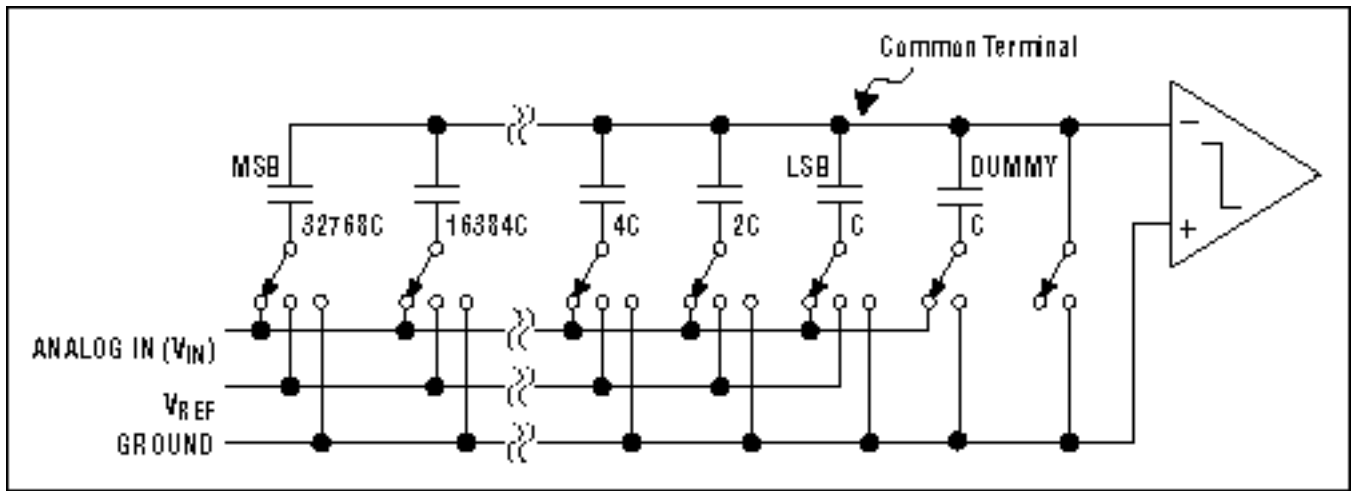 Common Terminal
MSB
LSB
DUMMY
32768C
16384C
4C
2C
C
C
−
+
ANALOG IN (VIN)
VREF
GROUND